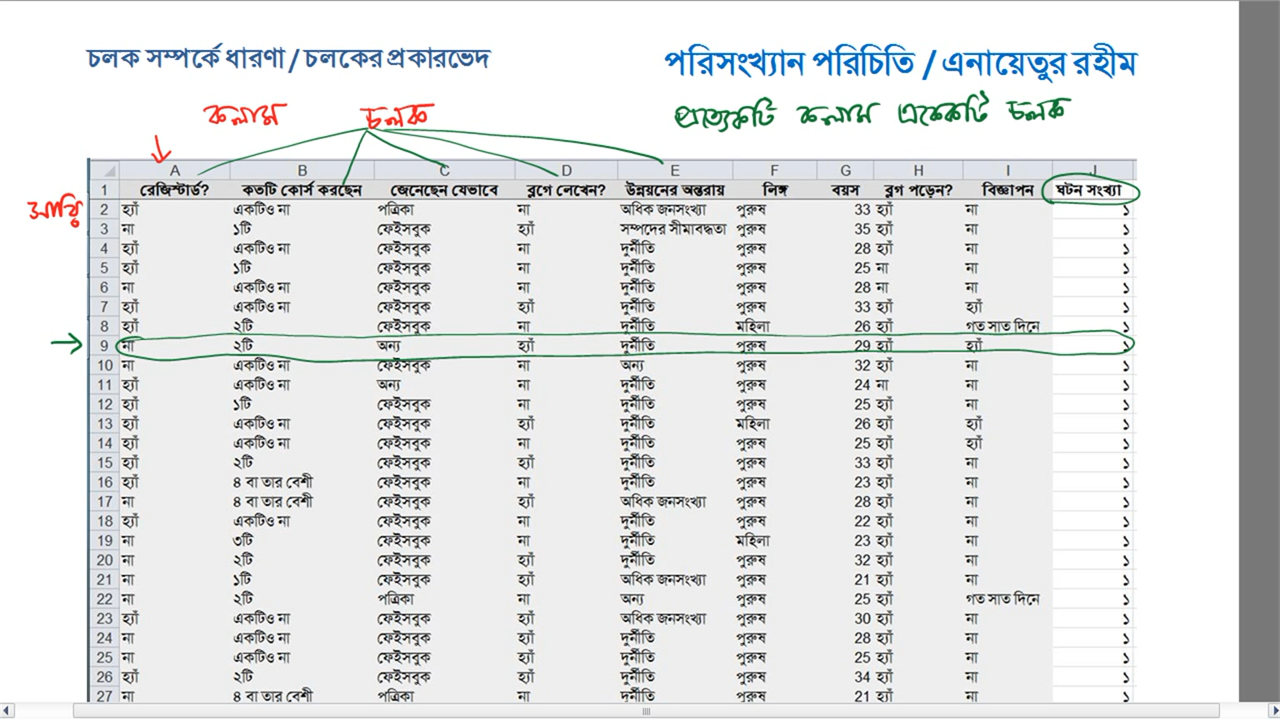 চলক সম্পর্কে ধারণা / চলকের প্রকারভেদ
পরিসংখ্যান পরিচিতি / এনায়েতুর রহীম
কলাম চলক প্রত্যেকটি কলাম একেকটি চলক
A B C D E F G H I J
সারি
1 রেজিস্টার্ড? কতটি কোর্স করছেন জেনেছেন যেভাবে ব্লগে লেখেন? উন্নয়নের অন্তরায় লিঙ্গ বয়স ব্লগ পড়েন? বিজ্ঞাপন ঘটন সংখ্যা
2 হ্যাঁ একটিও না পত্রিকা না অধিক জনসংখ্যা পুরুষ 33 হ্যাঁ না ১
3 না ১টি ফেইসবুক হ্যাঁ সম্পদের সীমাবদ্ধতা পুরুষ 35 হ্যাঁ না ১
4 হ্যাঁ একটিও না ফেইসবুক না দুর্নীতি পুরুষ 28 হ্যাঁ না ১
5 হ্যাঁ ১টি ফেইসবুক না দুর্নীতি পুরুষ 25 না না ১
6 না একটিও না ফেইসবুক না দুর্নীতি পুরুষ 28 না না ১
7 হ্যাঁ একটিও না ফেইসবুক হ্যাঁ দুর্নীতি পুরুষ 33 হ্যাঁ হ্যাঁ ১
8 হ্যাঁ ২টি ফেইসবুক না দুর্নীতি মহিলা 26 হ্যাঁ গত সাত দিনে ১
9 না ২টি অন্য হ্যাঁ দুর্নীতি পুরুষ 29 হ্যাঁ হ্যাঁ ১
10 না একটিও না ফেইসবুক না অন্য পুরুষ 32 হ্যাঁ না ১
11 হ্যাঁ একটিও না অন্য না দুর্নীতি পুরুষ 24 না না ১
12 হ্যাঁ ১টি ফেইসবুক না দুর্নীতি পুরুষ 25 হ্যাঁ না ১
13 হ্যাঁ একটিও না ফেইসবুক হ্যাঁ দুর্নীতি মহিলা 26 হ্যাঁ হ্যাঁ ১
14 হ্যাঁ একটিও না ফেইসবুক না দুর্নীতি পুরুষ 25 হ্যাঁ হ্যাঁ ১
15 হ্যাঁ ২টি ফেইসবুক হ্যাঁ দুর্নীতি পুরুষ 33 হ্যাঁ না ১
16 হ্যাঁ ৪ বা তার বেশী ফেইসবুক না দুর্নীতি পুরুষ 23 হ্যাঁ না ১
17 না ৪ বা তার বেশী ফেইসবুক হ্যাঁ অধিক জনসংখ্যা পুরুষ 28 হ্যাঁ না ১
18 হ্যাঁ একটিও না ফেইসবুক না দুর্নীতি পুরুষ 22 হ্যাঁ না ১
19 না ৩টি ফেইসবুক না দুর্নীতি মহিলা 23 হ্যাঁ না ১
20 না ২টি ফেইসবুক হ্যাঁ দুর্নীতি পুরুষ 32 হ্যাঁ না ১
21 না ১টি ফেইসবুক হ্যাঁ অধিক জনসংখ্যা পুরুষ 21 হ্যাঁ না ১
22 না ২টি পত্রিকা না অন্য পুরুষ 25 হ্যাঁ গত সাত দিনে ১
23 হ্যাঁ একটিও না ফেইসবুক হ্যাঁ অধিক জনসংখ্যা পুরুষ 30 হ্যাঁ না ১
24 না একটিও না ফেইসবুক হ্যাঁ দুর্নীতি পুরুষ 28 হ্যাঁ না ১
25 না একটিও না ফেইসবুক হ্যাঁ দুর্নীতি পুরুষ 25 হ্যাঁ না ১
26 হ্যাঁ ২টি ফেইসবুক হ্যাঁ দুর্নীতি পুরুষ 34 হ্যাঁ না ১
27 না ৪ বা তার বেশী পত্রিকা না দুর্নীতি পুরুষ 21 হ্যাঁ না ১